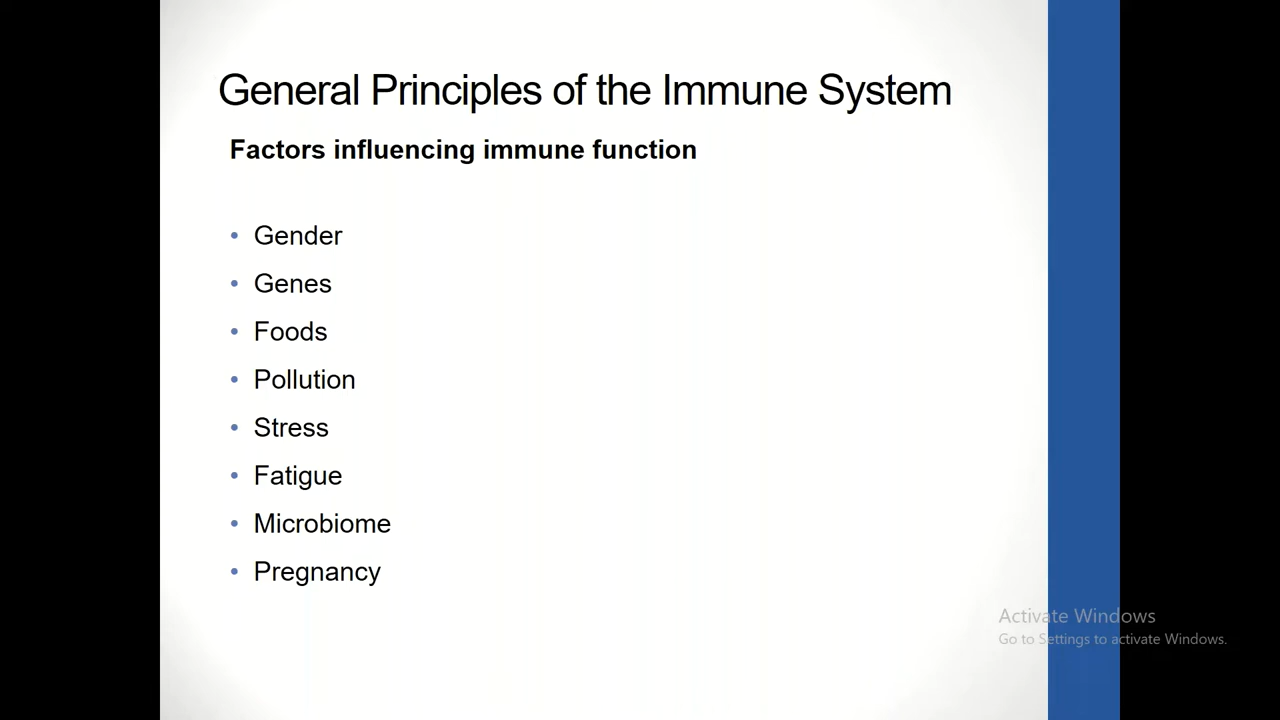 General Principles of the Immune System
Factors influencing immune function
• Gender
• Genes
• Foods
• Pollution
• Stress
• Fatigue
• Microbiome
• Pregnancy
Activate Windows
Go to Settings to activate Windows.